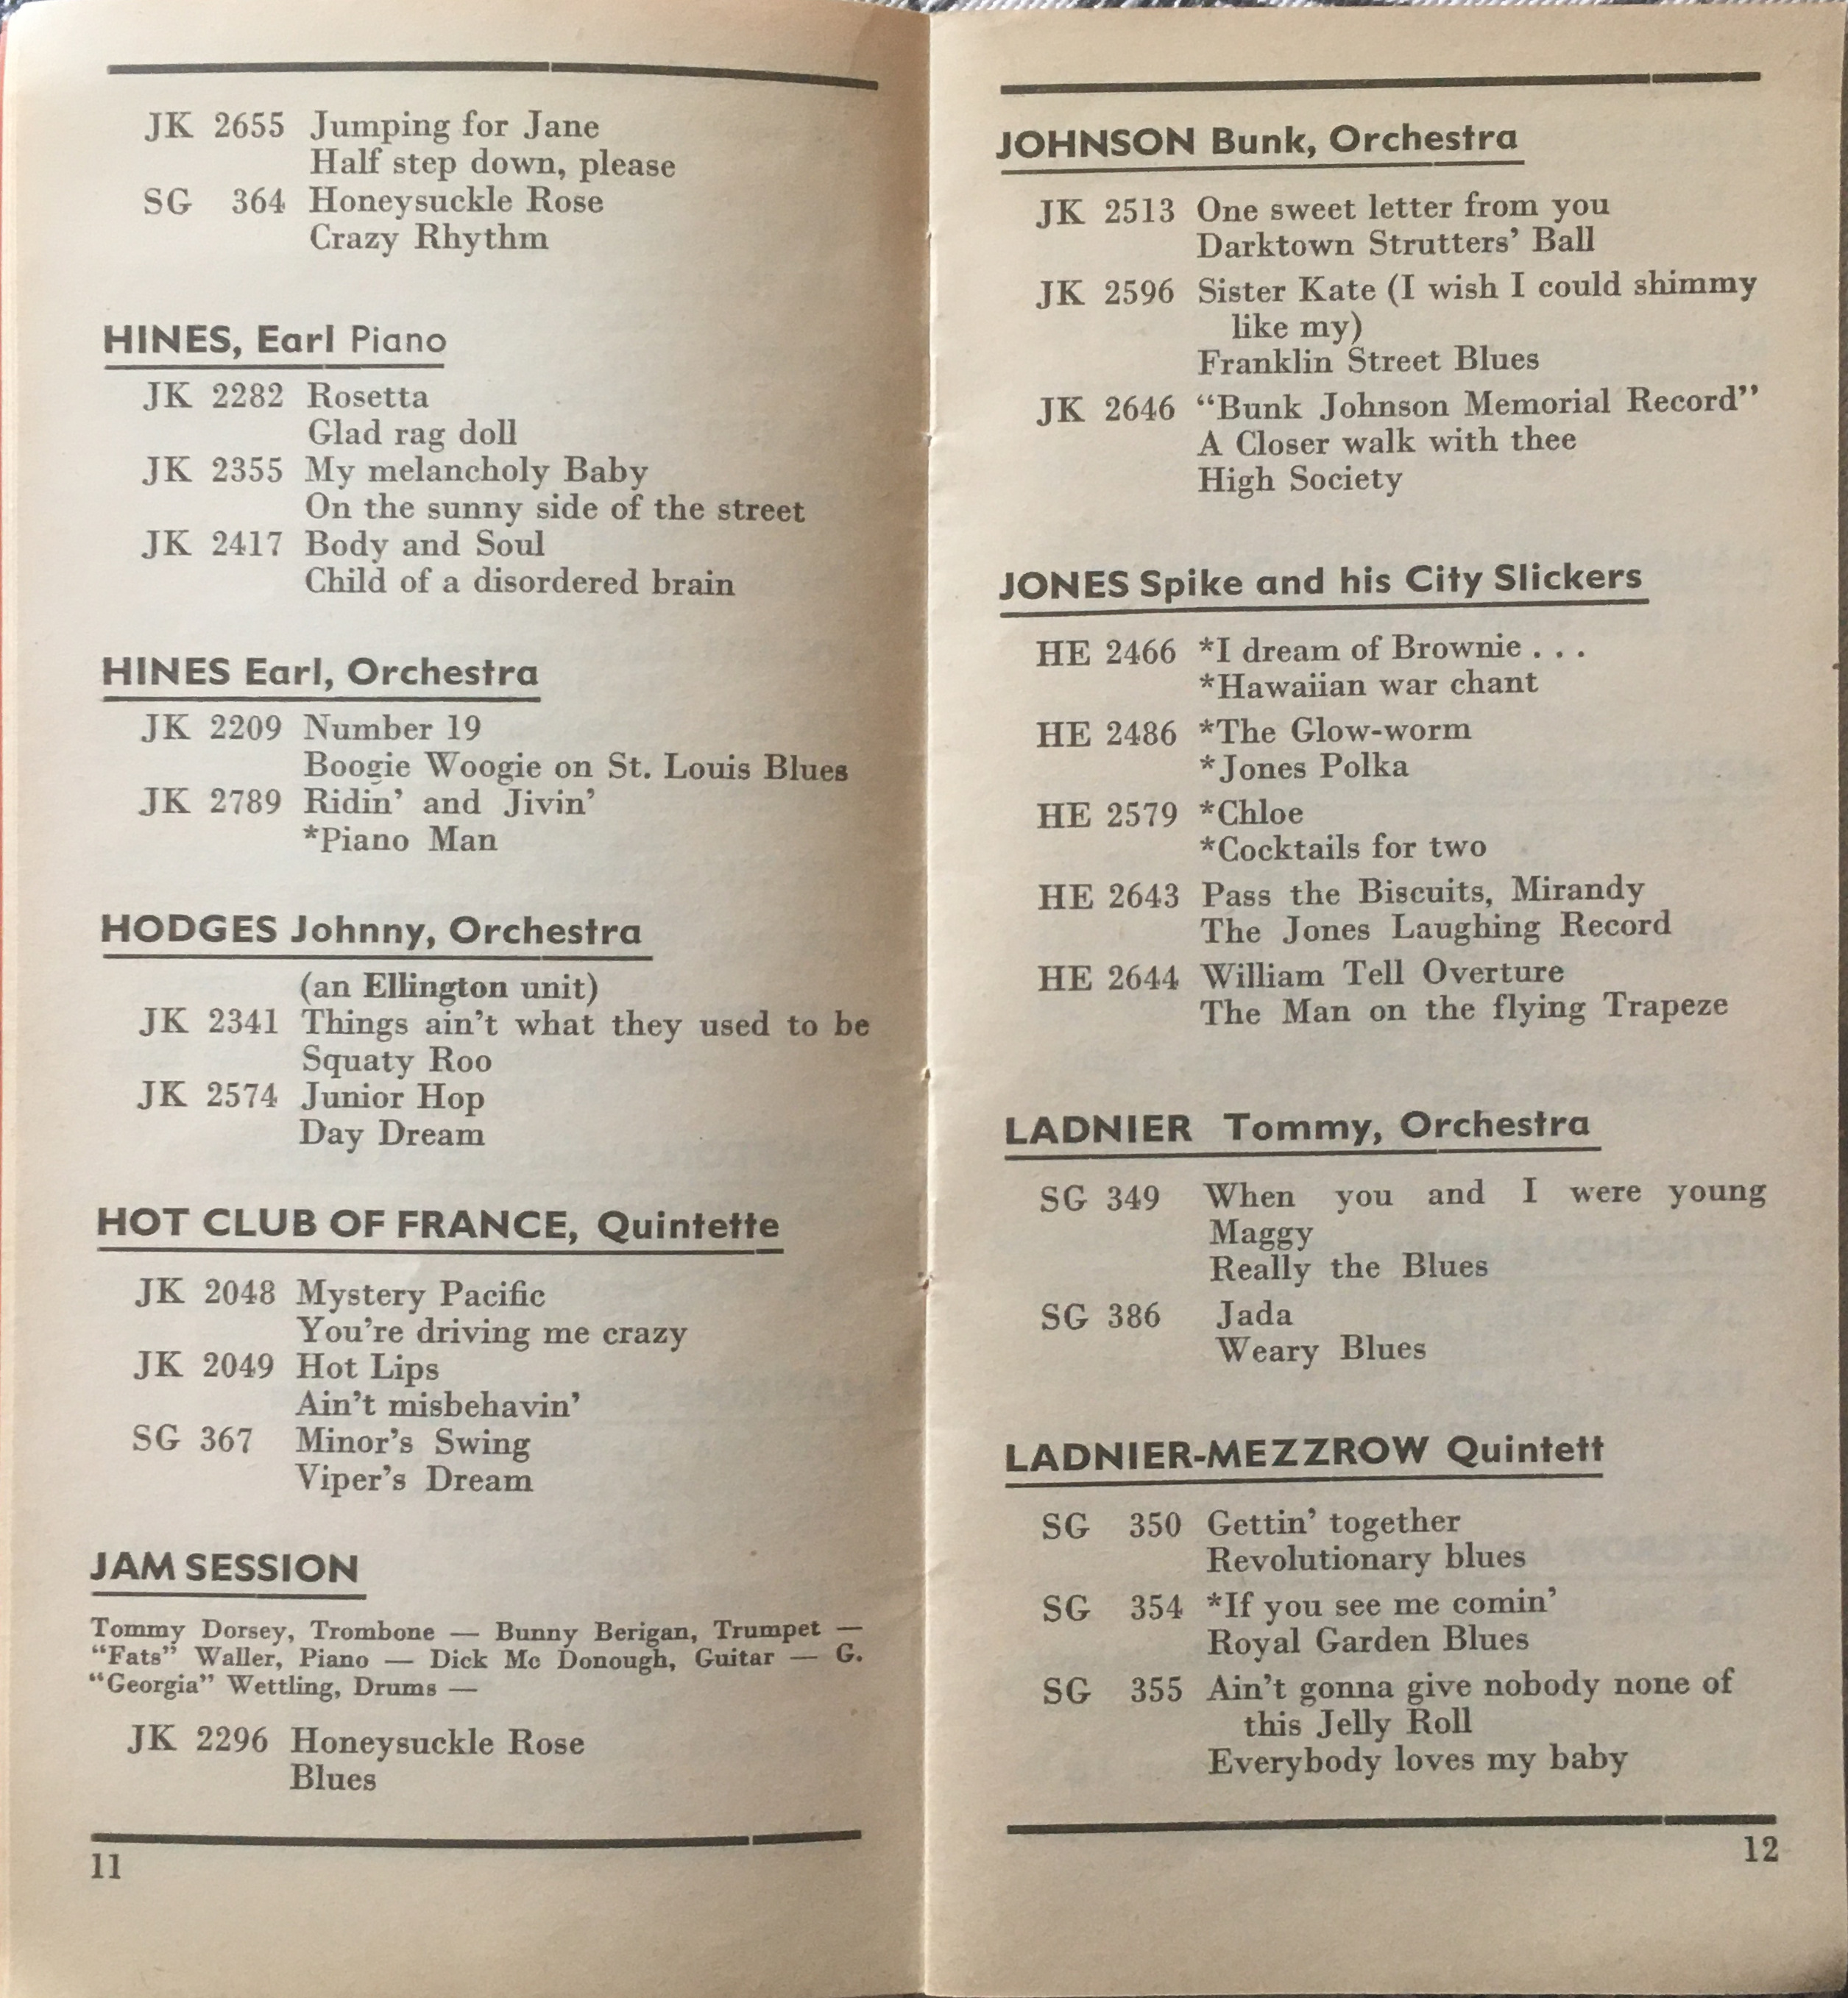 JK 2655 Jumping for Jane
Half step down, please
SG 364 Honeysuckle Rose
Crazy Rhythm
HINES, Earl Piano
JK 2282 Rosetta
Glad rag doll
JK 2355 My melancholy Baby
On the sunny side of the street
JK 2417 Body and Soul
Child of a disordered brain
HINES Earl, Orchestra
JK 2209 Number 19
Boogie Woogie on St. Louis Blues
JK 2789 Ridin’ and Jivin’
*Piano Man
HODGES Johnny, Orchestra
(an Ellington unit)
JK 2341 Things ain’t what they used to be
Squaty Roo
JK 2574 Junior Hop
Day Dream
HOT CLUB OF FRANCE, Quintette
JK 2048 Mystery Pacific
You’re driving me crazy
JK 2049 Hot Lips
Ain’t misbehavin’
SG 367 Minor’s Swing
Viper’s Dream
JAM SESSION
Tommy Dorsey, Trombone — Bunny Berigan, Trumpet —
“Fats” Waller, Piano — Dick Mc Donough, Guitar — G.
“Georgia” Wettling, Drums —
JK 2296 Honeysuckle Rose
Blues
11
JOHNSON Bunk, Orchestra
JK 2513 One sweet letter from you
Darktown Strutters’ Ball
JK 2596 Sister Kate (I wish I could shimmy
like my)
Franklin Street Blues
JK 2646 “Bunk Johnson Memorial Record”
A Closer walk with thee
High Society
JONES Spike and his City Slickers
HE 2466 *I dream of Brownie . . .
*Hawaiian war chant
HE 2486 *The Glow-worm
*Jones Polka
HE 2579 *Chloe
*Cocktails for two
HE 2643 Pass the Biscuits, Mirandy
The Jones Laughing Record
HE 2644 William Tell Overture
The Man on the flying Trapeze
LADNIER Tommy, Orchestra
SG 349 When you and I were young
Maggy
Really the Blues
SG 386 Jada
Weary Blues
LADNIER-MEZZROW Quintett
SG 350 Gettin’ together
Revolutionary blues
SG 354 *If you see me comin’
Royal Garden Blues
SG 355 Ain’t gonna give nobody none of
this Jelly Roll
Everybody loves my baby
12